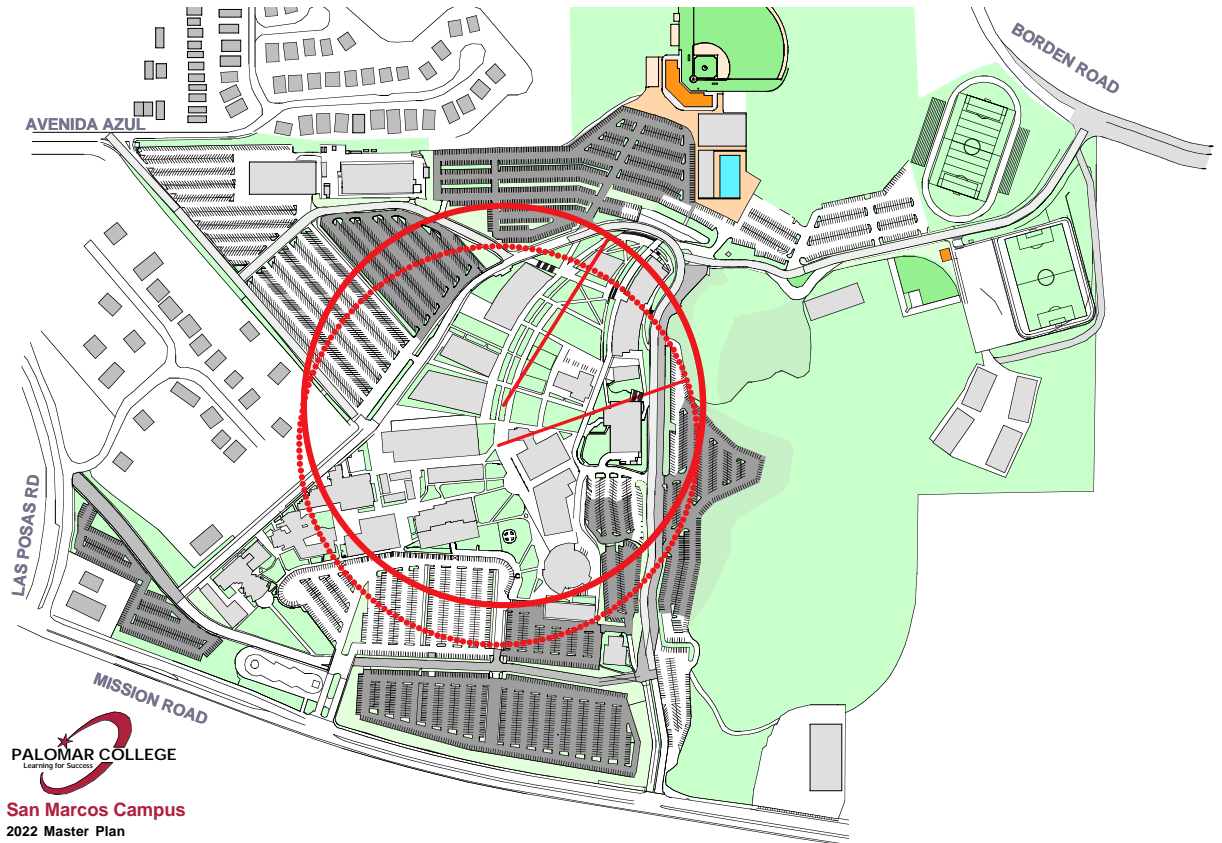 BORDEN ROAD
AVENIDA AZUL
LAS POSAS RD
MISSION ROAD
PALOMAR COLLEGE
Learning for Success
San Marcos Campus
2022 Master Plan